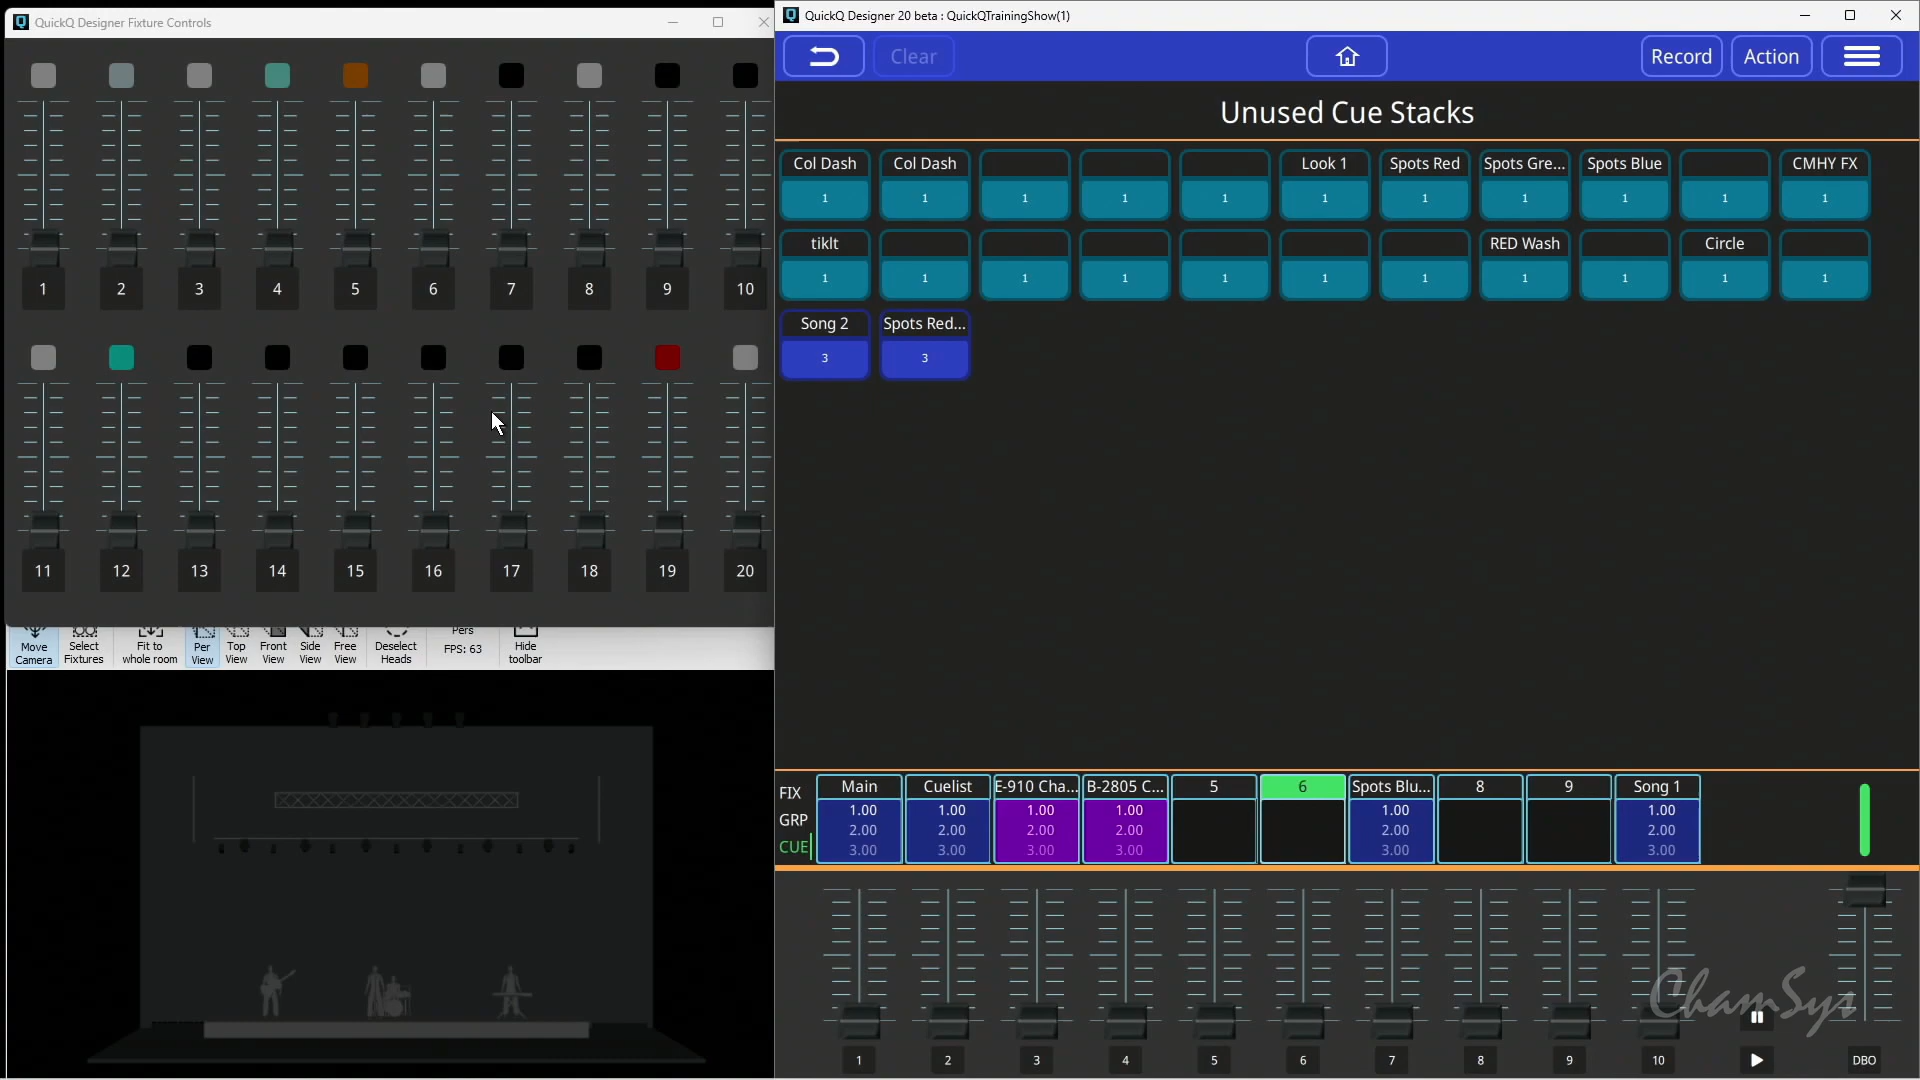 QuickQ Designer Fixture Controls
1 2 3 4 5 6 7 8 9 10
11 12 13 14 15 16 17 18 19 20
Move Camera
Select Fixtures
Fit to whole room
Per View
Top View
Front View
Side View
Free View
Deselect Heads
Pers
FPS: 63
Hide toolbar
QuickQ Designer 20 beta : QuickQTrainingShow(1)
Clear
Record
Action
Unused Cue Stacks
Col Dash Col Dash Look 1 Spots Red Spots Gre... Spots Blue CMHY FX
1 1 1 1 1 1 1 1 1 1 1
tiklt RED Wash Circle
1 1 1 1 1 1 1 1 1 1 1
Song 2 Spots Red...
3 3
FIX
GRP
CUE
Main Cuelist E-910 Cha... B-2805 C... 5 6 Spots Blu... 8 9 Song 1
1.00 1.00 1.00 1.00 1.00 1.00
2.00 2.00 2.00 2.00 2.00 2.00
3.00 3.00 3.00 3.00 3.00 3.00
ChamSys
1 2 3 4 5 6 7 8 9 10 DBO